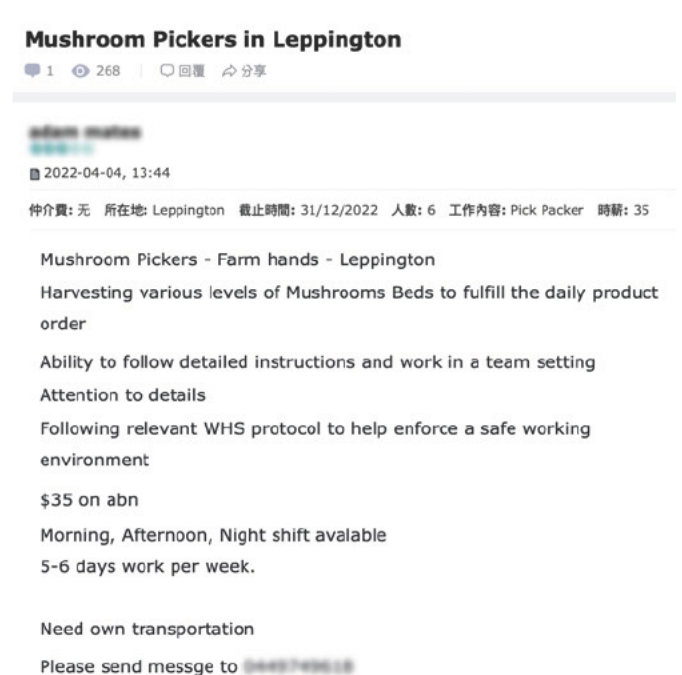 Mushroom Pickers in Leppington
1 268 回覆 分享
2022-04-04, 13:44
仲介費: 无 所在地: Leppington 截止時間: 31/12/2022 人數: 6 工作內容: Pick Packer 時薪: 35
Mushroom Pickers - Farm hands - Leppington
Harvesting various levels of Mushrooms Beds to fulfill the daily product
order
Ability to follow detailed instructions and work in a team setting
Attention to details
Following relevant WHS protocol to help enforce a safe working
environment
$35 on abn
Morning, Afternoon, Night shift avalable
5-6 days work per week.
Need own transportation
Please send messge to